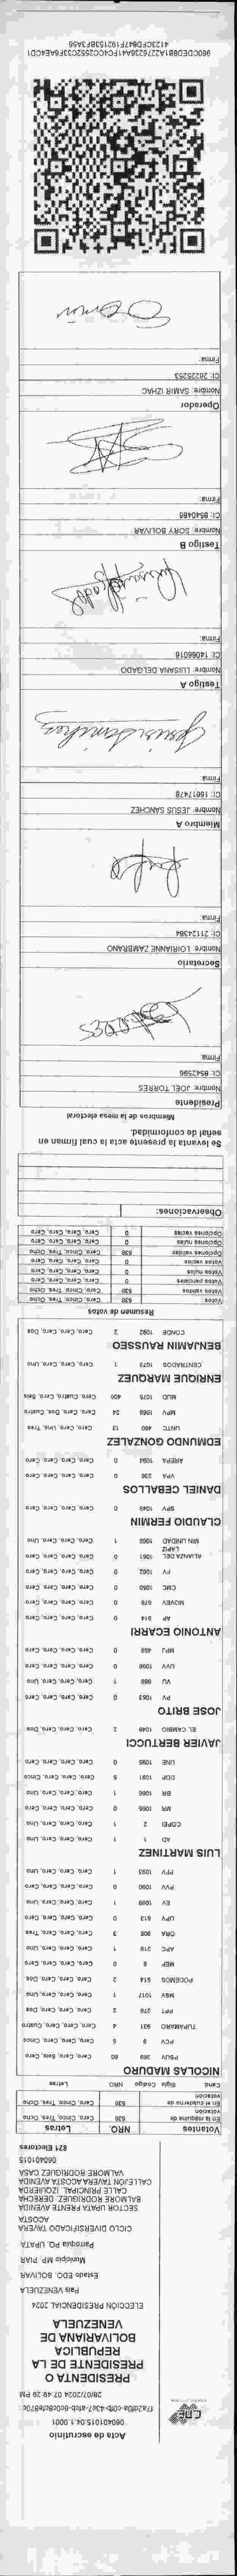 CNE
Acta de escrutinio
060401015.04.1.0001
28/07/2024 07:49:29 PM
PRESIDENTA O
PRESIDENTE DE LA
REPUBLICA
BOLIVARIANA DE
VENEZUELA
ELECCIÓN PRESIDENCIAL 2024
País VENEZUELA
Estado EDO. BOLIVAR
Municipio MP. PIAR
Parroquia PQ. UPATA
CICLO DIVERSIFICADO TAVERA
ACOSTA
SECTOR UPATA FRENTE AVENIDA
BALMORE RODRIGUEZ. DERECHA
CALLE PRINCIPAL. IZQUIERDA
CALLEJÓN TAVERA ACOSTA AVENIDA
VALMORE RODRIGUEZ CASA
060401015
821 Electores
Votantes NRO. Letras
En la máquina de votación 538 Cero, Cinco, Tres, Ocho
En el cuaderno de votación 538 Cero, Cinco, Tres, Ocho
Cand. Sigla Código NRO. Letras
NICOLAS MADURO
PSUV 269 60 Cero, Cero, Seis, Cero
PCV 5 Cero, Cero, Cero, Cinco
TUPAMARO 931 4 Cero, Cero, Cero, Cuatro
PPT 276 2 Cero, Cero, Cero, Dos
MSV 1017 1 Cero, Cero, Cero, Uno
PODEMOS 614 2 Cero, Cero, Cero, Dos
MEP 6 0 Cero, Cero, Cero, Cero
APC 219 1 Cero, Cero, Cero, Uno
ORA 906 3 Cero, Cero, Cero, Tres
UPV 613 0 Cero, Cero, Cero, Cero
EV 1089 1 Cero, Cero, Cero, Uno
PVV 1090 0 Cero, Cero, Cero, Cero
PFV 1093 1 Cero, Cero, Cero, Uno
LUIS MARTINEZ
AD 1 1 Cero, Cero, Cero, Uno
COPEI 2 1 Cero, Cero, Cero, Uno
MR 1066 0 Cero, Cero, Cero, Cero
BR 1086 1 Cero, Cero, Cero, Uno
DDP 1091 5 Cero, Cero, Cero, Cinco
UNE 1095 0 Cero, Cero, Cero, Cero
JAVIER BERTUCCI
EL CAMBIO 1048 2 Cero, Cero, Cero, Dos
JOSE BRITO
PV 1053 0 Cero, Cero, Cero, Cero
VU 868 1 Cero, Cero, Cero, Uno
UVV 1096 0 Cero, Cero, Cero, Cero
MPJ 458 0 Cero, Cero, Cero, Cero
ANTONIO ECARRI
AP 914 0 Cero, Cero, Cero, Cero
MOVEV 978 0 Cero, Cero, Cero, Cero
CMC 1050 0 Cero, Cero, Cero, Cero
FV 1062 0 Cero, Cero, Cero, Cero
ALIANZA DEL LAPIZ 1051 0 Cero, Cero, Cero, Cero
MIN UNIDAD 1068 1 Cero, Cero, Cero, Uno
CLAUDIO FERMIN
SPV 1049 0 Cero, Cero, Cero, Cero
DANIEL CEBALLOS
VPA 236 0 Cero, Cero, Cero, Cero
AREPA 1094 0 Cero, Cero, Cero, Cero
EDMUNDO GONZALEZ
UNTC 450 13 Cero, Cero, Uno, Tres
MPV 1069 24 Cero, Cero, Dos, Cuatro
MUD 1075 406 Cero, Cuatro, Cero, Seis
ENRIQUE MARQUEZ
CENTRADOS 1073 1 Cero, Cero, Cero, Uno
BENJAMIN RAUSSEO
CONDE 1092 2 Cero, Cero, Cero, Dos
Resumen de votos
Votos 538 Cero, Cinco, Tres, Ocho
Votos validos 538 Cero, Cinco, Tres, Ocho
Votos parciales 0 Cero, Cero, Cero, Cero
Votos nulos 0 Cero, Cero, Cero, Cero
Votos vacios 0 Cero, Cero, Cero, Cero
Opciones validas 538 Cero, Cinco, Tres, Ocho
Opciones nulas 0 Cero, Cero, Cero, Cero
Opciones vacias 0 Cero, Cero, Cero, Cero
Observaciones:
Se levanta la presente acta la cual firman en
señal de conformidad.
Miembros de la mesa electoral
Presidente
Nombre: JOEL TORRES
CI: 8542596
Firma:
Secretario
Nombre: LOIRIANNE ZAMBRANO
CI: 21124384
Firma:
Miembro A
Nombre: JESUS SANCHEZ
CI: 16617478
Firma:
Jesús Sanchez
Testigo A
Nombre: LUISANA DELGADO
CI: 14066016
Firma:
Testigo B
Nombre: SORY BOLIVAR
CI: 8540486
Firma:
Operador
Nombre: SAMIR IZHAC
CI: 26225253
Firma:
Samir